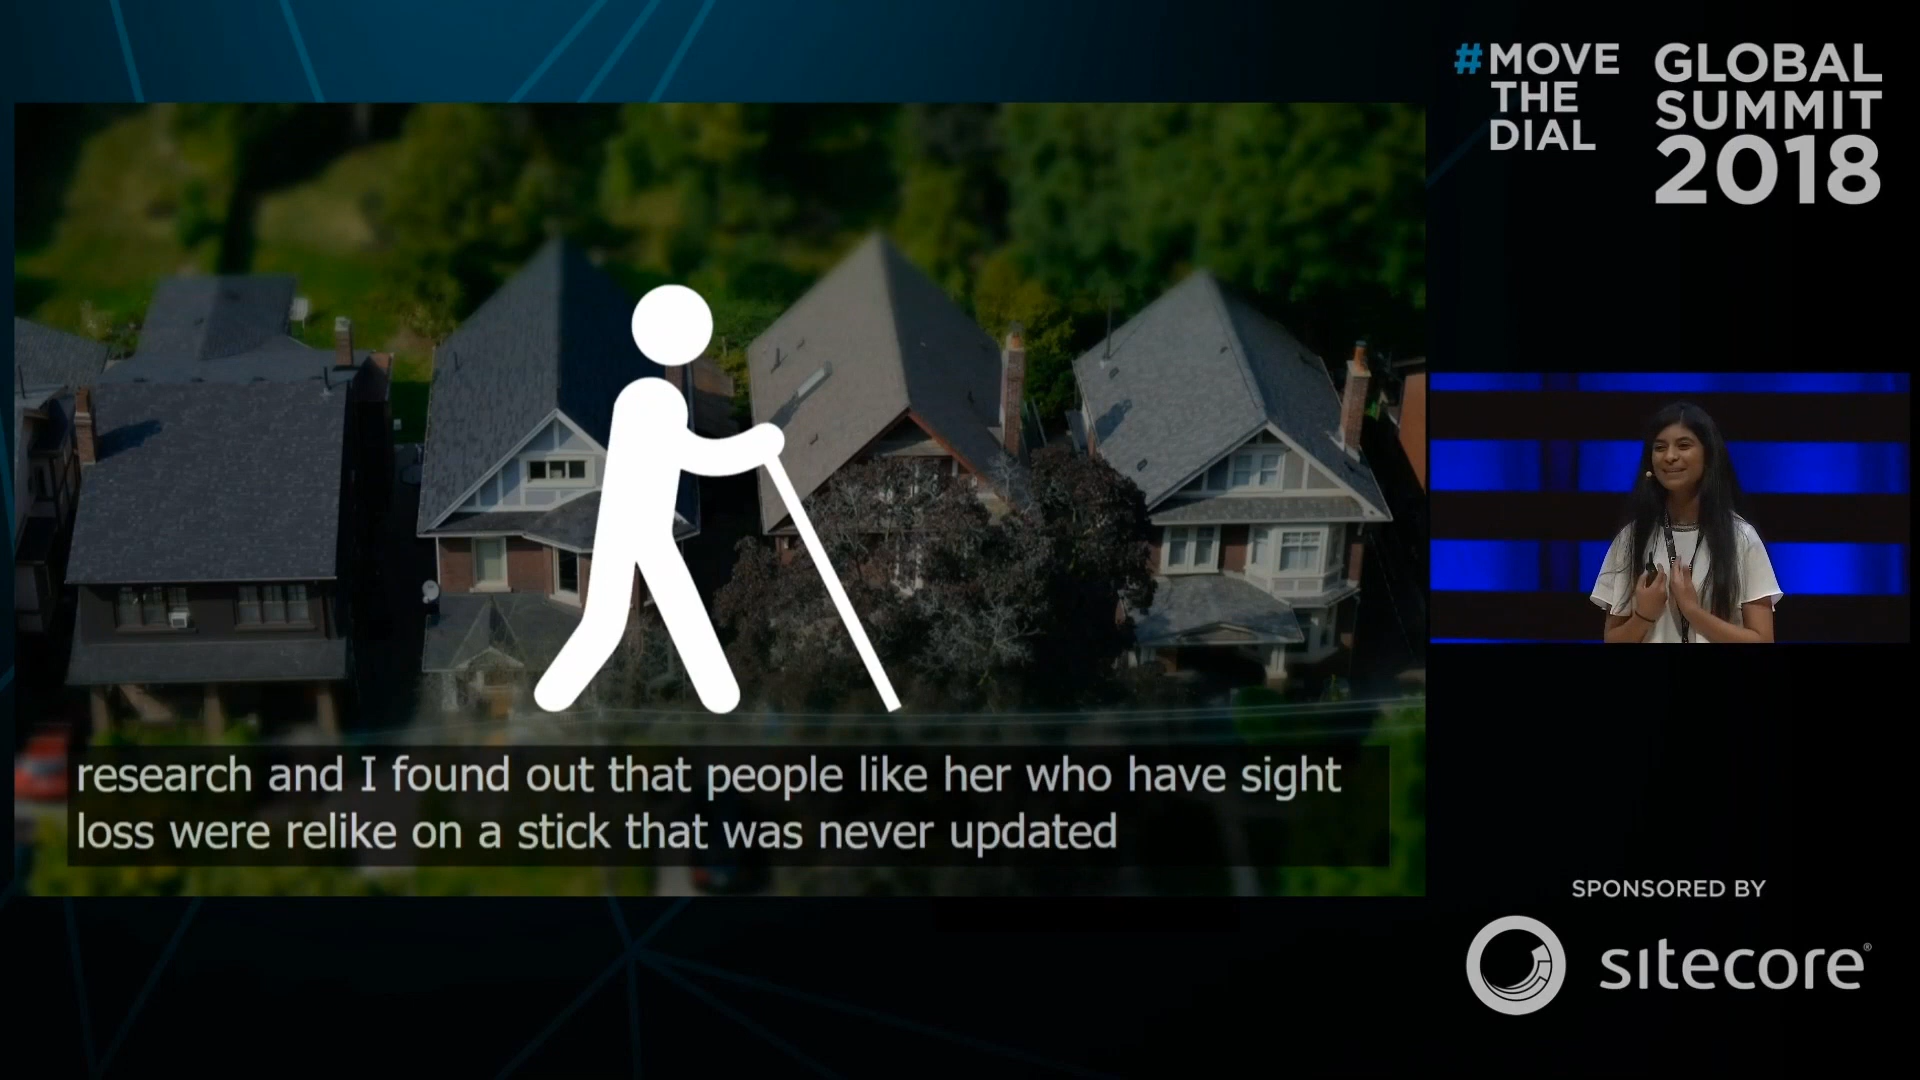 #MOVE
THE
DIAL
GLOBAL
SUMMIT
2018
research and I found out that people like her who have sight
loss were relike on a stick that was never updated
SPONSORED BY
sitecore®